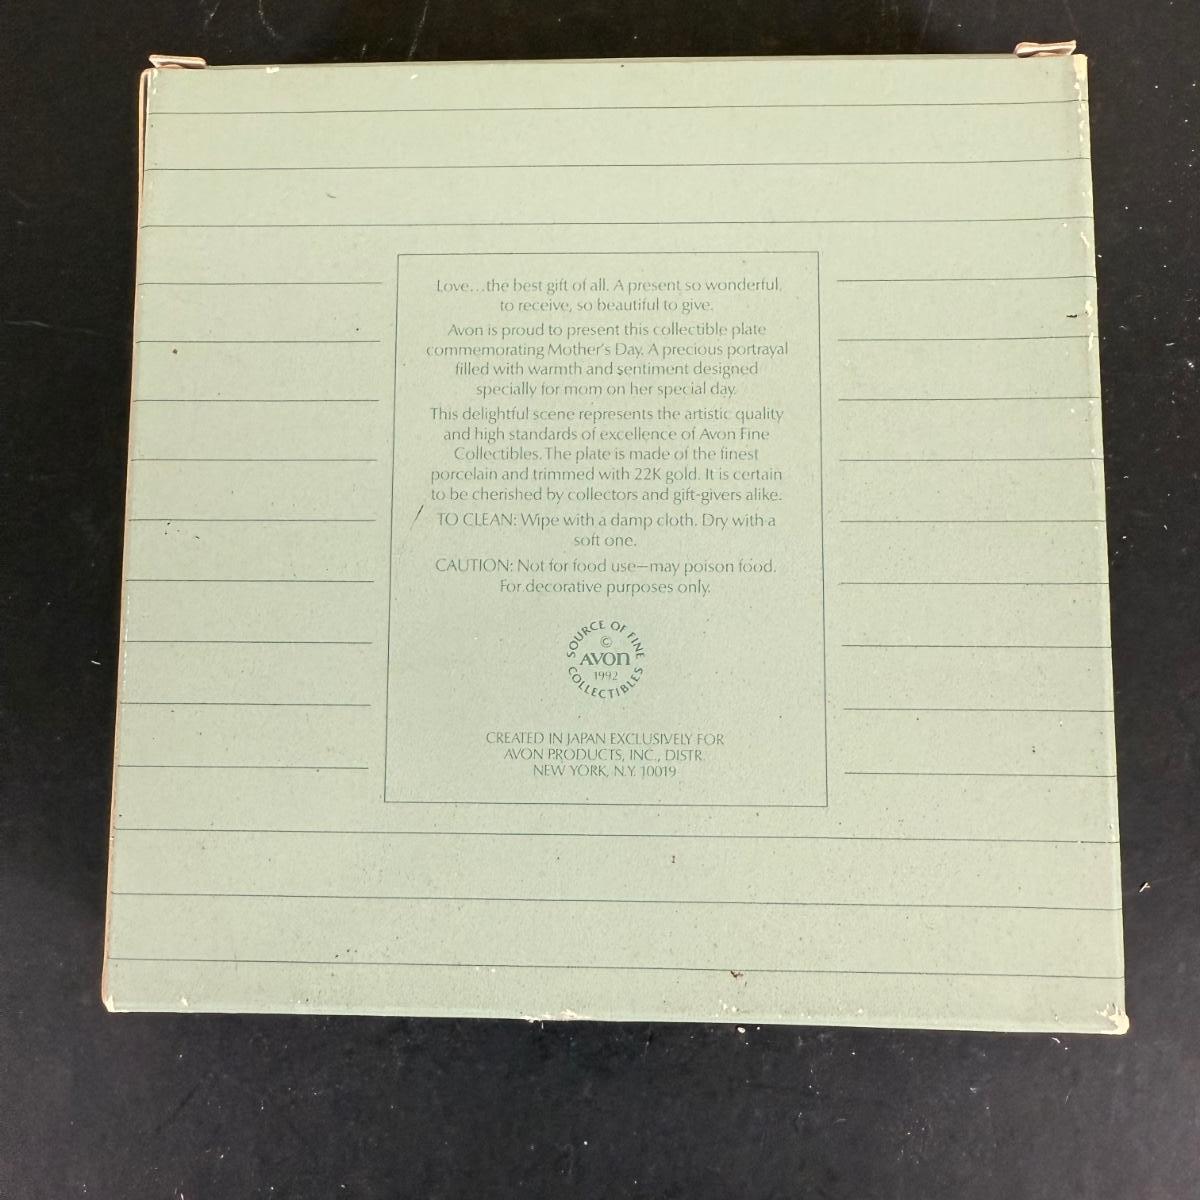 Love...the best gift of all. A present so wonderful,
to receive, so beautiful to give.
Avon is proud to present this collectible plate
commemorating Mother's Day. A precious portrayal
filled with warmth and sentiment designed
specially for mom on her special day.
This delightful scene represents the artistic quality
and high standards of excellence of Avon Fine
Collectibles. The plate is made of the finest
porcelain and trimmed with 22K gold. It is certain
to be cherished by collectors and gift-givers alike.
TO CLEAN: Wipe with a damp cloth. Dry with a
soft one.
CAUTION: Not for food use—may poison food.
For decorative purposes only.
SOURCE OF FINE
©
AVON
1992
COLLECTIBLES
CREATED IN JAPAN EXCLUSIVELY FOR
AVON PRODUCTS, INC., DISTR.
NEW YORK, N.Y. 10019